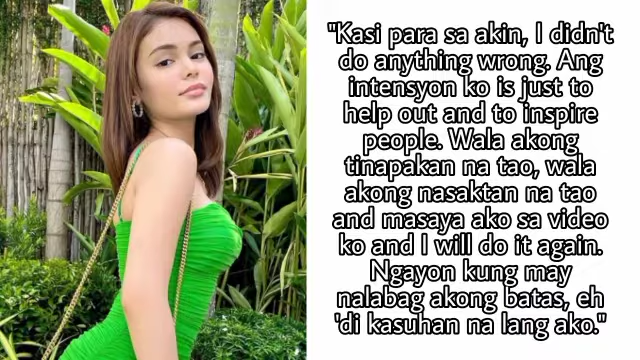 "Kasi para sa akin, I didn't
do anything wrong. Ang
intensyon ko is just to
help out and to inspire
people. Wala akong
tinapakan na tao, wala
akong nasaktan na tao
and masaya ako sa video
ko and I will do it again.
Ngayon kung may
nalabag akong batas, eh
'di kasuhan na lang ako."